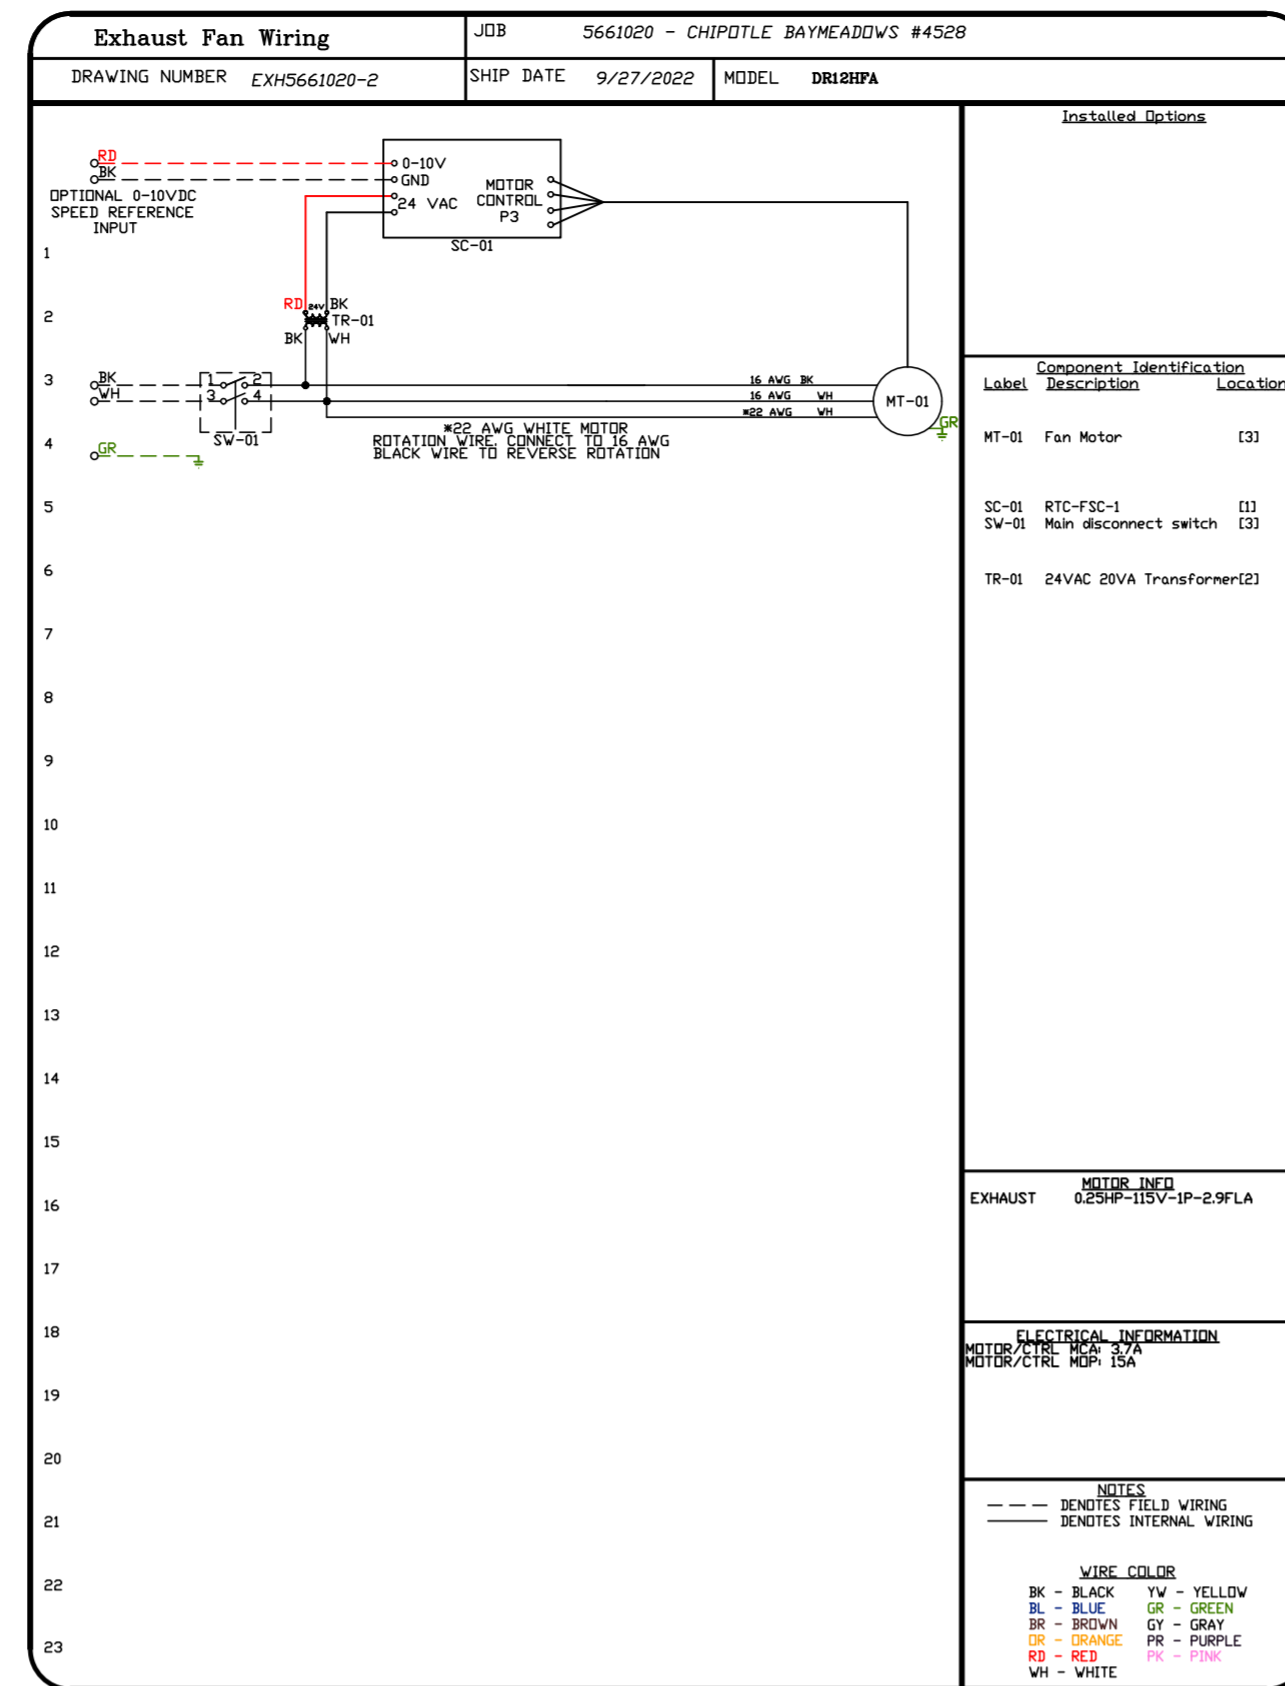 Exhaust Fan Wiring
JOB 5661020 - CHIPOTLE BAYMEADOWS #4528
DRAWING NUMBER EXH5661020-2
SHIP DATE 9/27/2022
MODEL DR12HFA
RD
BK
OPTIONAL 0-10VDC
SPEED REFERENCE
INPUT
0-10V
GND
24 VAC
MOTOR
CONTROL
P3
SC-01
RD 24V BK
TR-01
BK WH
BK
WH
1 2
3 4
SW-01
GR
16 AWG BK
16 AWG WH
*22 AWG WH
MT-01
GR
*22 AWG WHITE MOTOR
ROTATION WIRE. CONNECT TO 16 AWG
BLACK WIRE TO REVERSE ROTATION
1
2
3
4
5
6
7
8
9
10
11
12
13
14
15
16
17
18
19
20
21
22
23
Installed Options
Component Identification
Label Description Location
MT-01 Fan Motor [3]
SC-01 RTC-FSC-1 [1]
SW-01 Main disconnect switch [3]
TR-01 24VAC 20VA Transformer[2]
MOTOR INFO
EXHAUST 0.25HP-115V-1P-2.9FLA
ELECTRICAL INFORMATION
MOTOR/CTRL MCA: 3.7A
MOTOR/CTRL MOP: 15A
NOTES
DENOTES FIELD WIRING
DENOTES INTERNAL WIRING
WIRE COLOR
BK - BLACK YW - YELLOW
BL - BLUE GR - GREEN
BR - BROWN GY - GRAY
OR - ORANGE PR - PURPLE
RD - RED PK - PINK
WH - WHITE